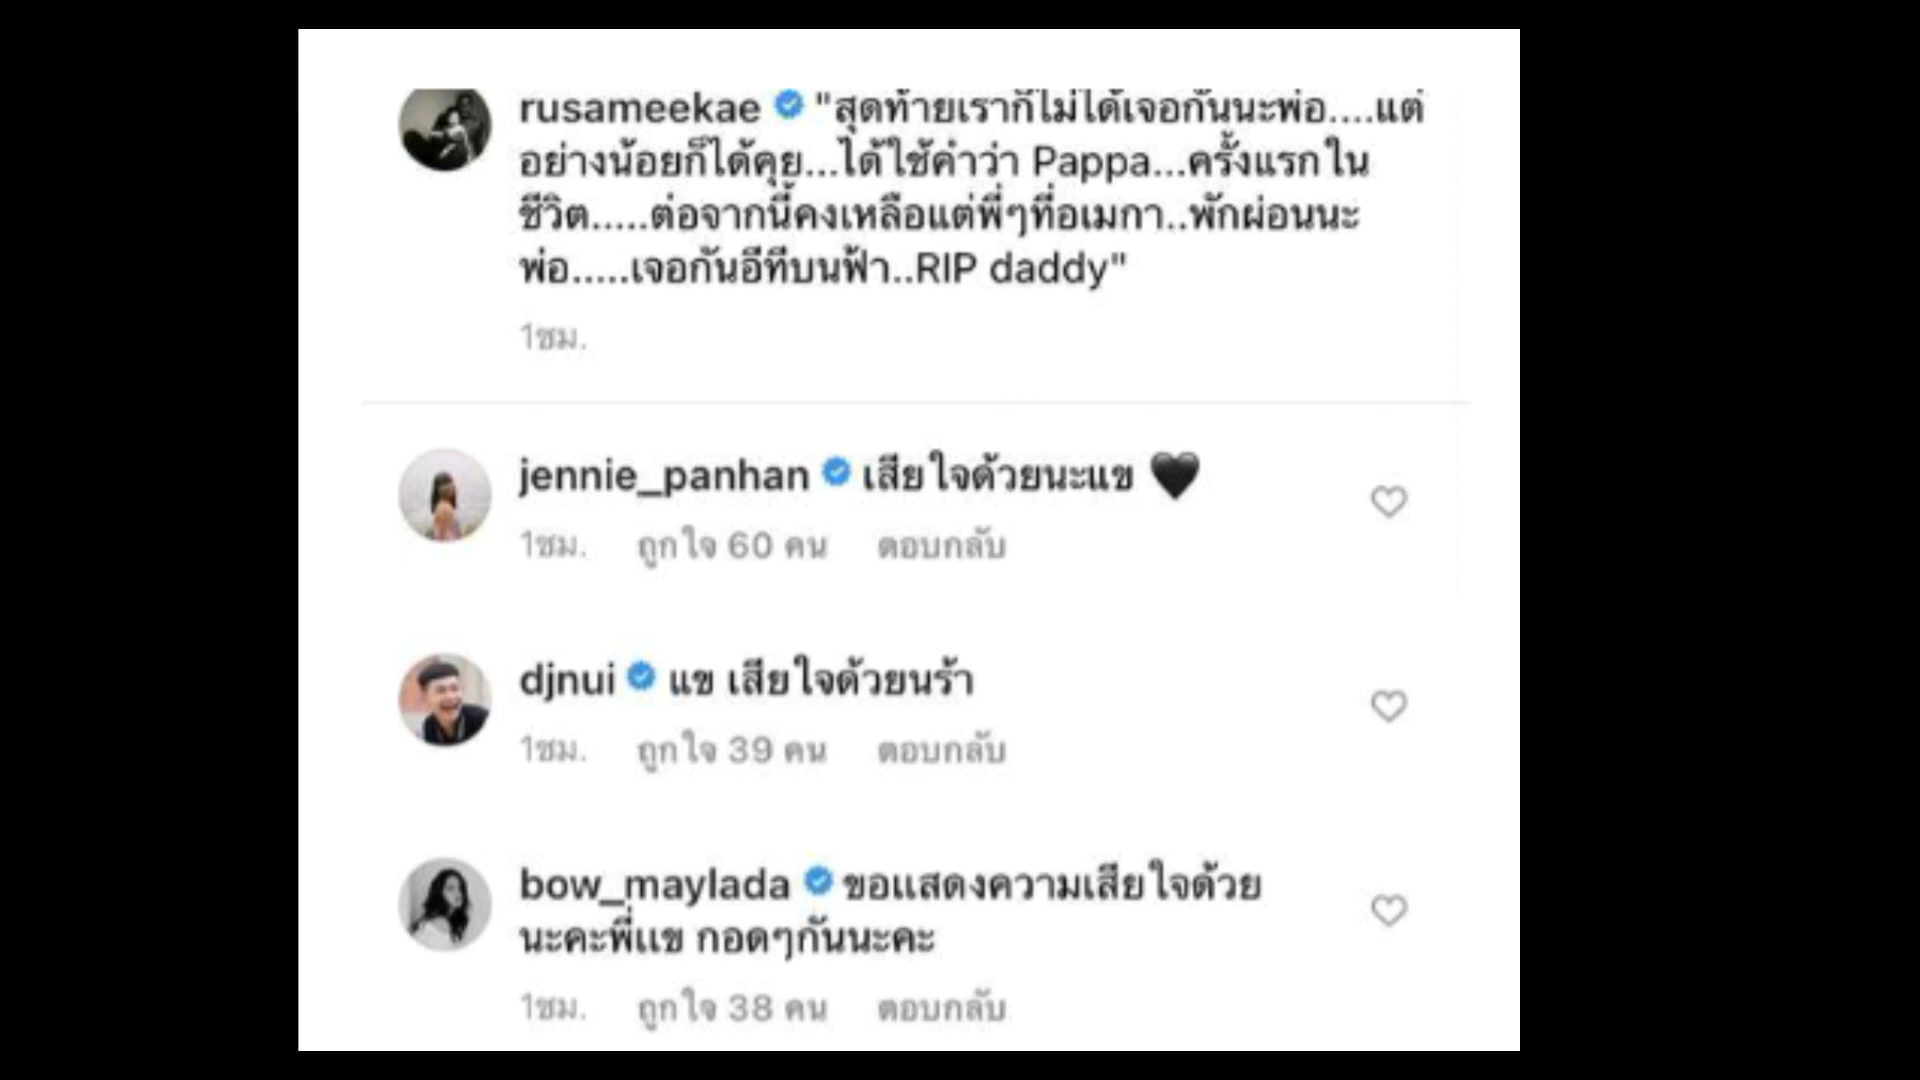 rusameekae "สุดท้ายเราก็ไม่ได้เจอกันนะพ่อ....แต่
อย่างน้อยก็ได้คุย...ได้ใช้คำว่า Pappa...ครั้งแรกใน
ชีวิต.....ต่อจากนี้คงเหลือแต่พี่ๆที่อเมกา..พักผ่อนนะ
พ่อ.....เจอกันอีทีบนฟ้า..RIP daddy"
1ชม.
jennie_panhan เสียใจด้วยนะแข 🖤
1ชม. ถูกใจ 60 คน ตอบกลับ
djnui แข เสียใจด้วยนร้า
1ชม. ถูกใจ 39 คน ตอบกลับ
bow_maylada ขอแสดงความเสียใจด้วย
นะคะพี่แข กอดๆกันนะคะ
1ชม. ถูกใจ 38 คน ตอบกลับ